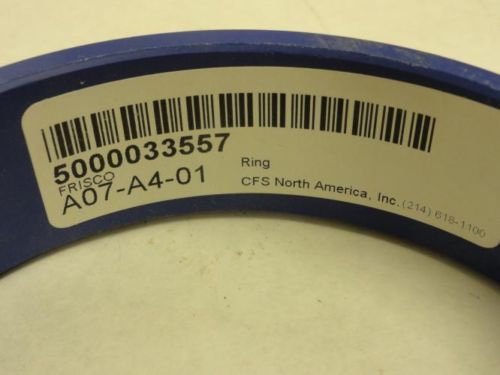 5000033557
FRISCO
A07-A4-01
Ring
CFS North America, Inc. (214) 618-1100